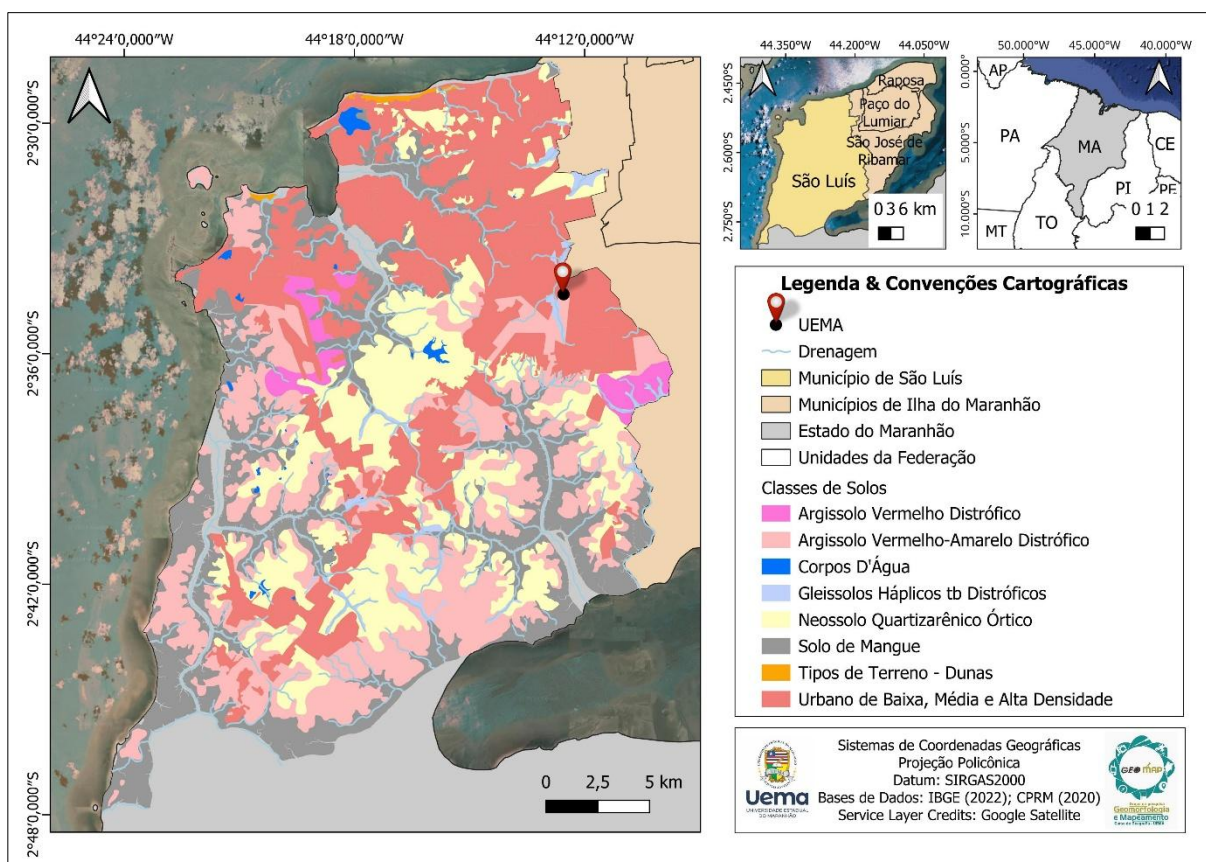 44°24'0,000"W
44°18'0,000"W
44°12'0,000"W
2°30'0,000"S
2°36'0,000"S
2°42'0,000"S
2°48'0,000"S
0 2,5 5 km
44.350°W 44.200°W 44.050°W
2.450°S
2.600°S
2.750°S
Raposa
Paço do
Lumiar
São José de
Ribamar
São Luís
0 3 6 km
50.000°W 45.000°W 40.000°W
0.000°S
5.000°S
10.000°S
AP
PA
MA
CE
PE
PI
TO
MT
0 1 2
Legenda & Convenções Cartográficas
UEMA
Drenagem
Município de São Luís
Municípios de Ilha do Maranhão
Estado do Maranhão
Unidades da Federação
Classes de Solos
Argissolo Vermelho Distrófico
Argissolo Vermelho-Amarelo Distrófico
Corpos D'Água
Gleissolos Háplicos tb Distróficos
Neossolo Quartizarênico Órtico
Solo de Mangue
Tipos de Terreno - Dunas
Urbano de Baixa, Média e Alta Densidade
Uema
UNIVERSIDADE ESTADUAL
DO MARANHÃO
Sistemas de Coordenadas Geográficas
Projeção Policônica
Datum: SIRGAS2000
Bases de Dados: IBGE (2022); CPRM (2020)
Service Layer Credits: Google Satellite
GEOMAP
Geomorfologia
e Mapeamento